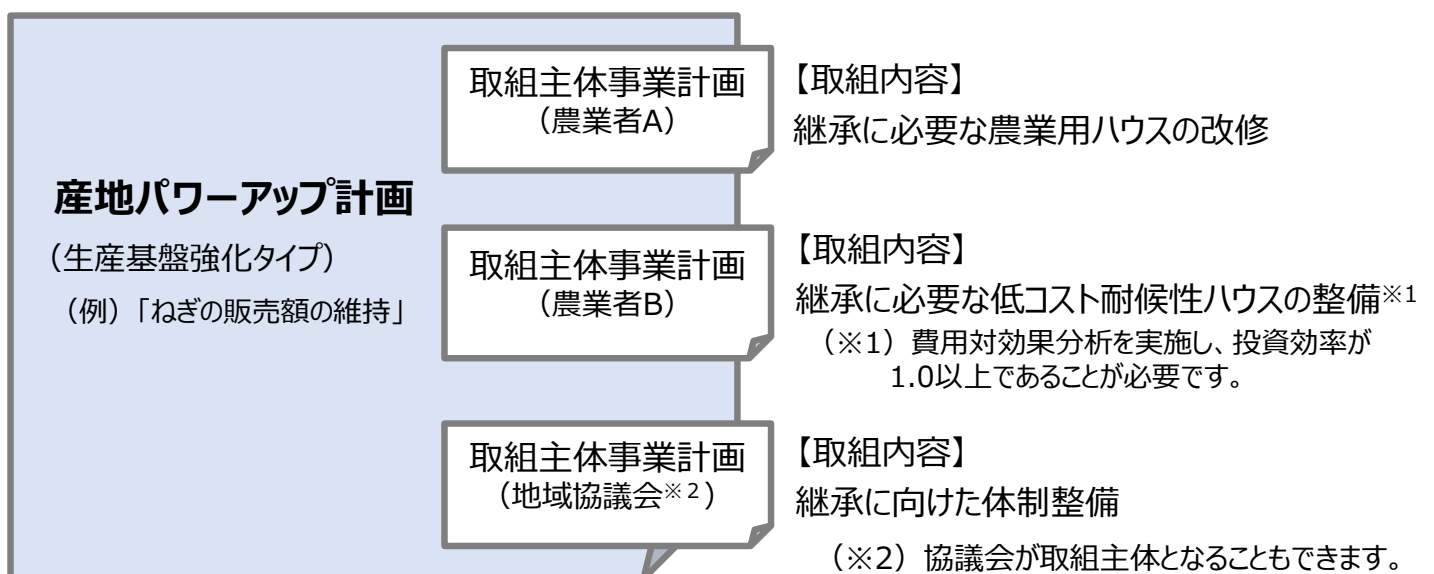 産地パワーアップ計画
（生産基盤強化タイプ）
（例）「ねぎの販売額の維持」
取組主体事業計画
（農業者A）
【取組内容】
継承に必要な農業用ハウスの改修
取組主体事業計画
（農業者B）
【取組内容】
継承に必要な低コスト耐候性ハウスの整備※1
（※1）費用対効果分析を実施し、投資効率が
1.0以上であることが必要です。
取組主体事業計画
（地域協議会※２）
【取組内容】
継承に向けた体制整備
（※2）協議会が取組主体となることもできます。